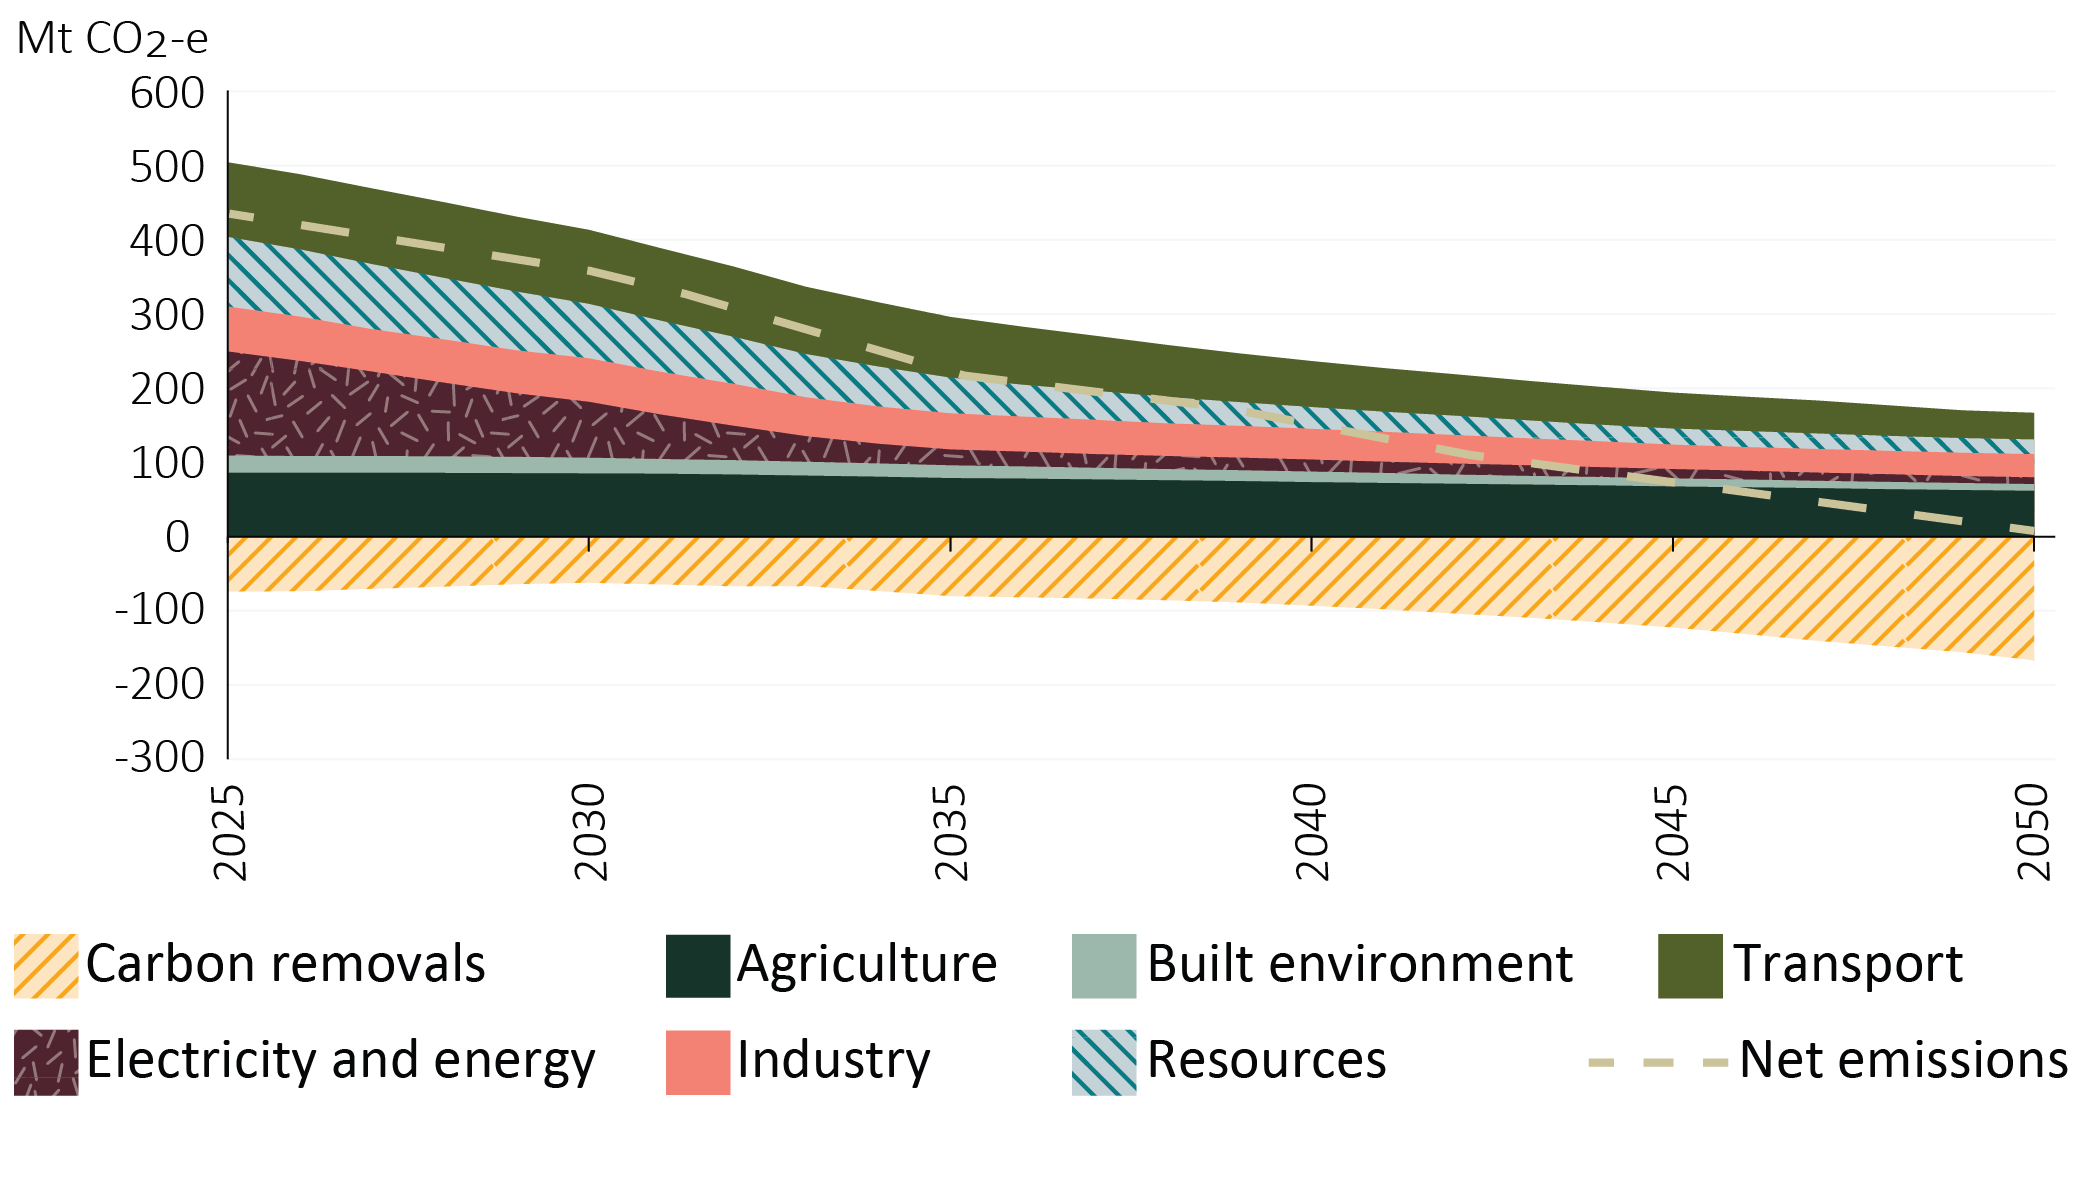 Mt CO2-e
600
500
400
300
200
100
0
-100
-200
-300
2025
2030
2035
2040
2045
2050
Carbon removals
Agriculture
Built environment
Transport
Electricity and energy
Industry
Resources
Net emissions